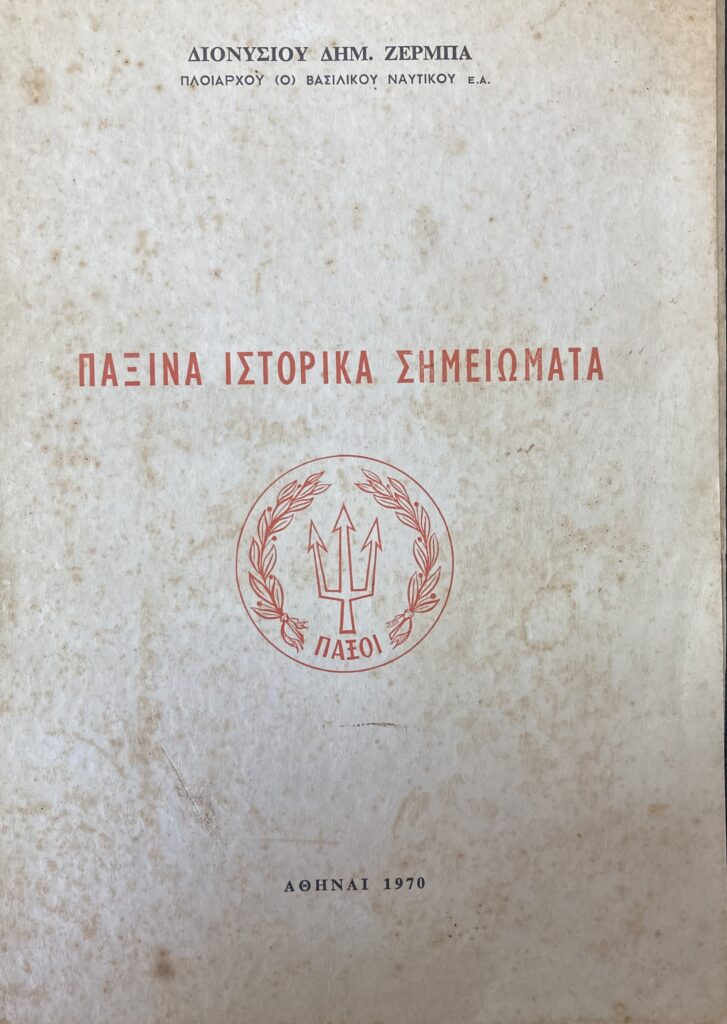 ΔΙΟΝΥΣΙΟΥ ΔΗΜ. ΖΕΡΜΠΑ
ΠΛΟΙΑΡΧΟΥ (Ο) ΒΑΣΙΛΙΚΟΥ ΝΑΥΤΙΚΟΥ Ε.Α.
ΠΑΞΙΝΑ ΙΣΤΟΡΙΚΑ ΣΗΜΕΙΩΜΑΤΑ
ΠΑΞΟΙ
ΑΘΗΝΑΙ 1970